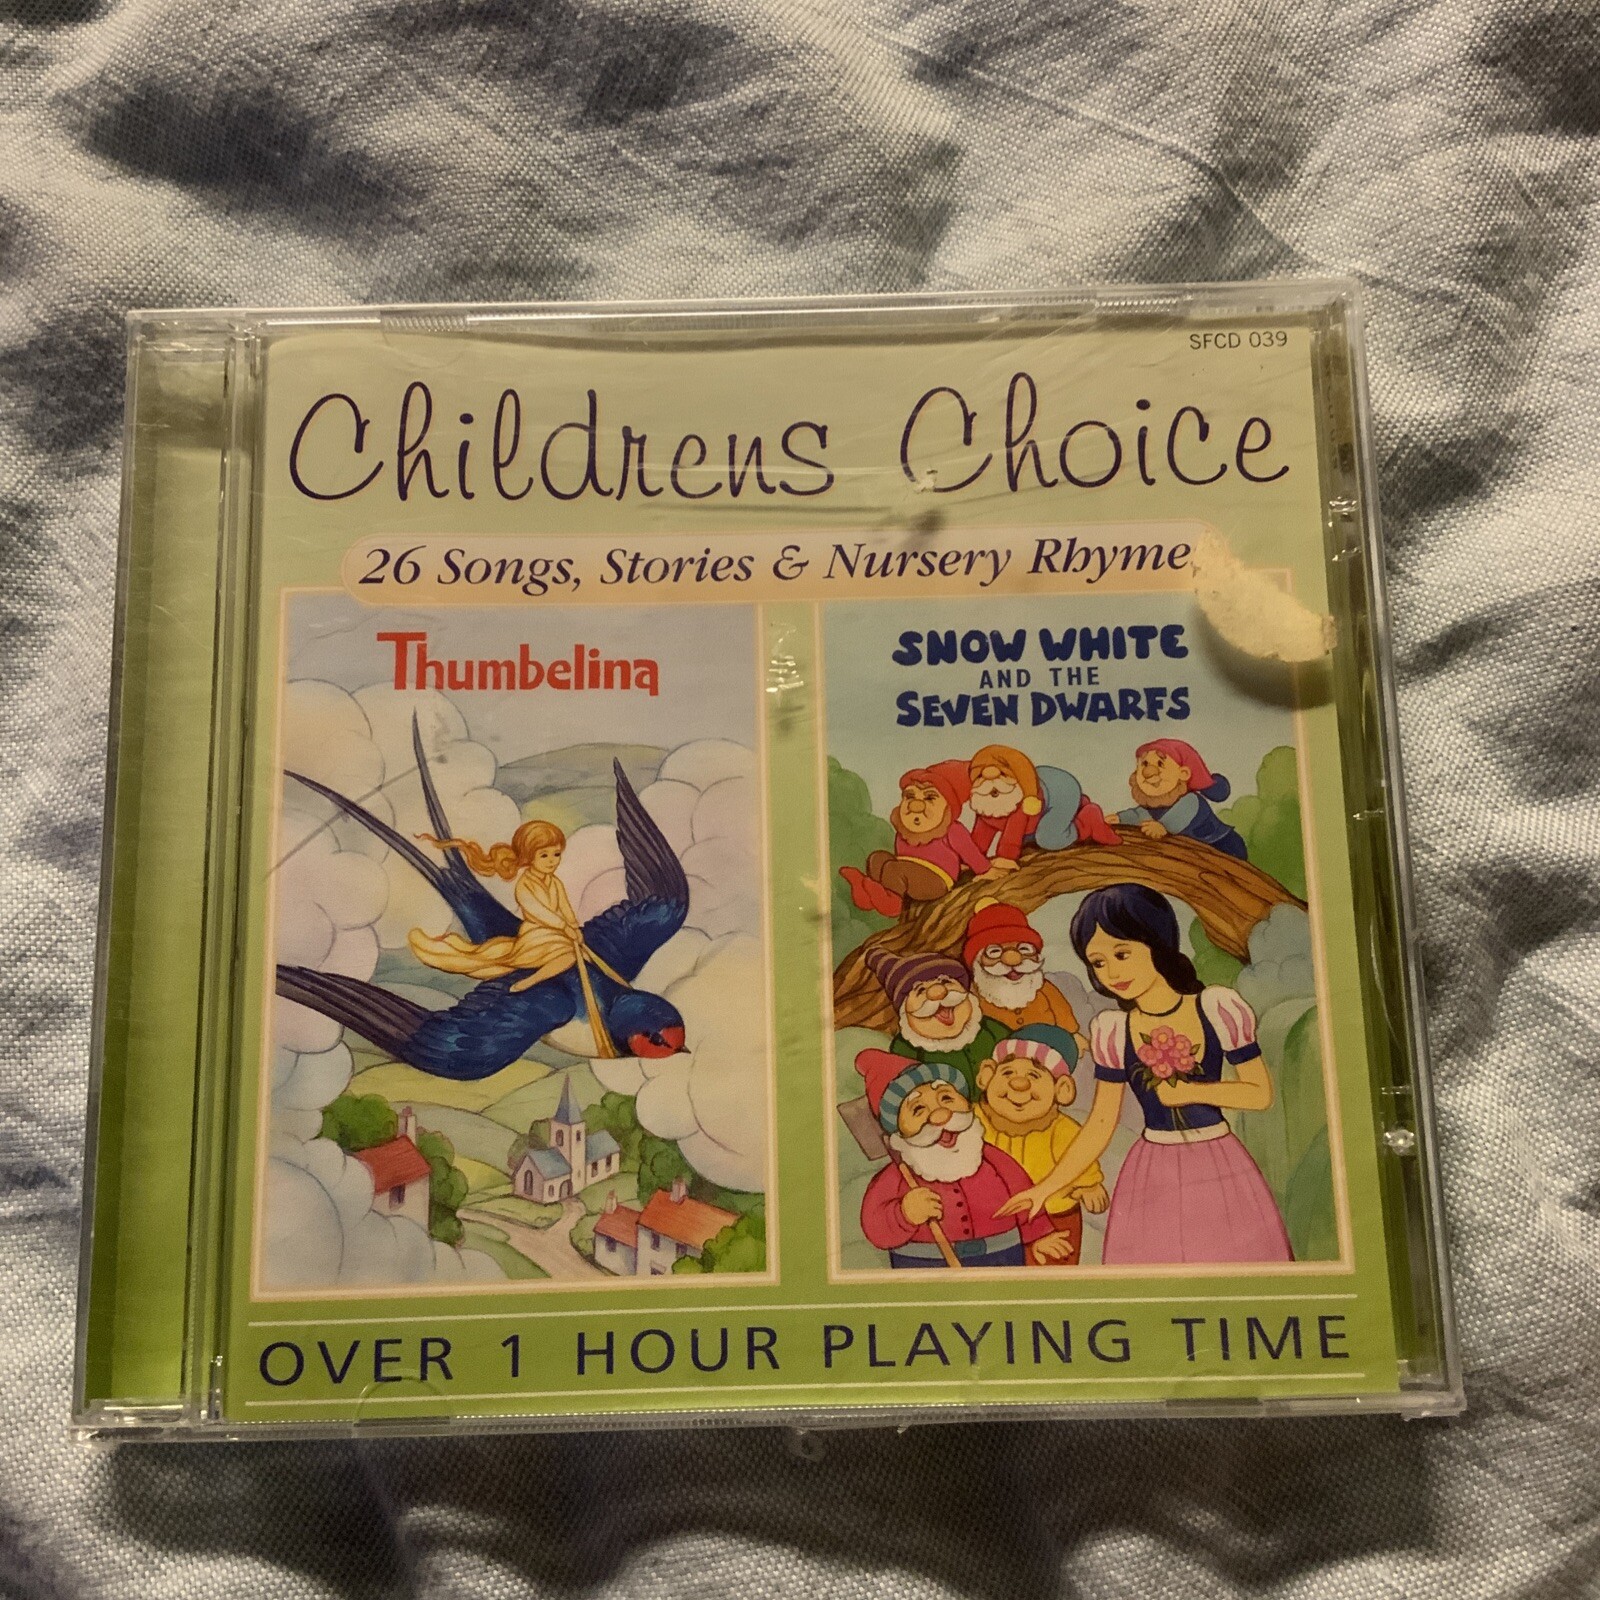 SFCD 039
Childrens Choice
26 Songs, Stories & Nursery Rhyme
Thumbelina
SNOW WHITE
AND THE
SEVEN DWARFS
OVER 1 HOUR PLAYING TIME